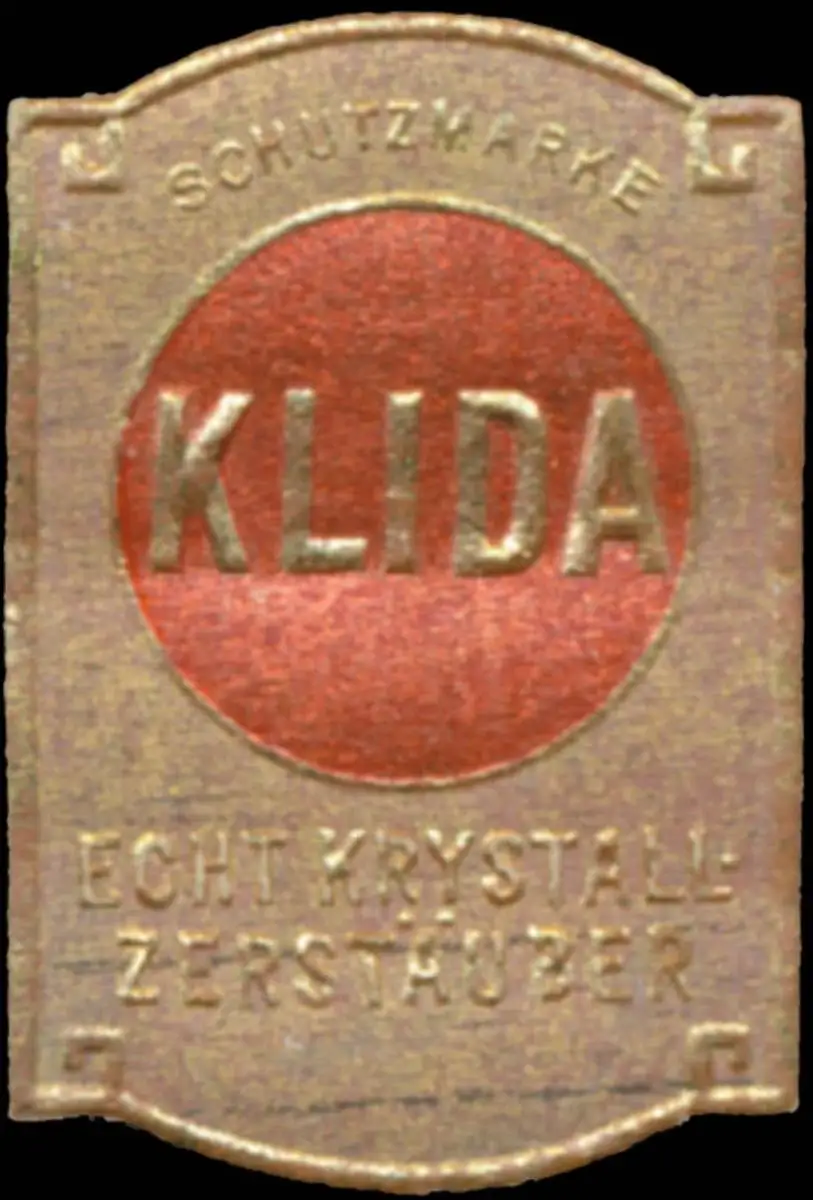 SCHUTZMARKE
KLIDA
ECHT KRYSTALL-
ZERSTÄUBER